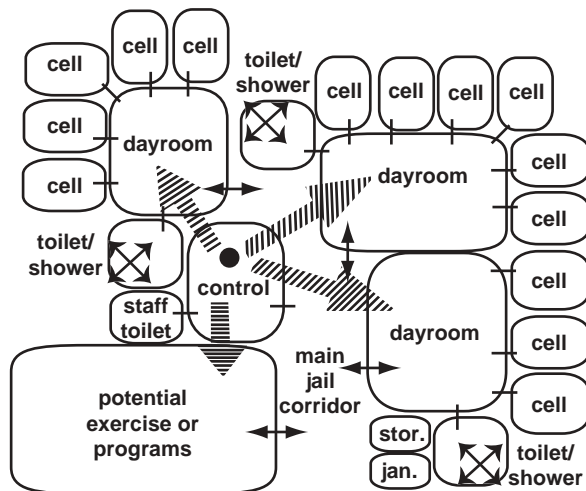 cell
cell
cell
toilet/
shower
cell
cell
cell
cell
cell
dayroom
cell
cell
dayroom
cell
cell
toilet/
shower
control
staff
toilet
cell
dayroom
cell
main
jail
corridor
cell
potential
exercise or
programs
stor.
jan.
toilet/
shower